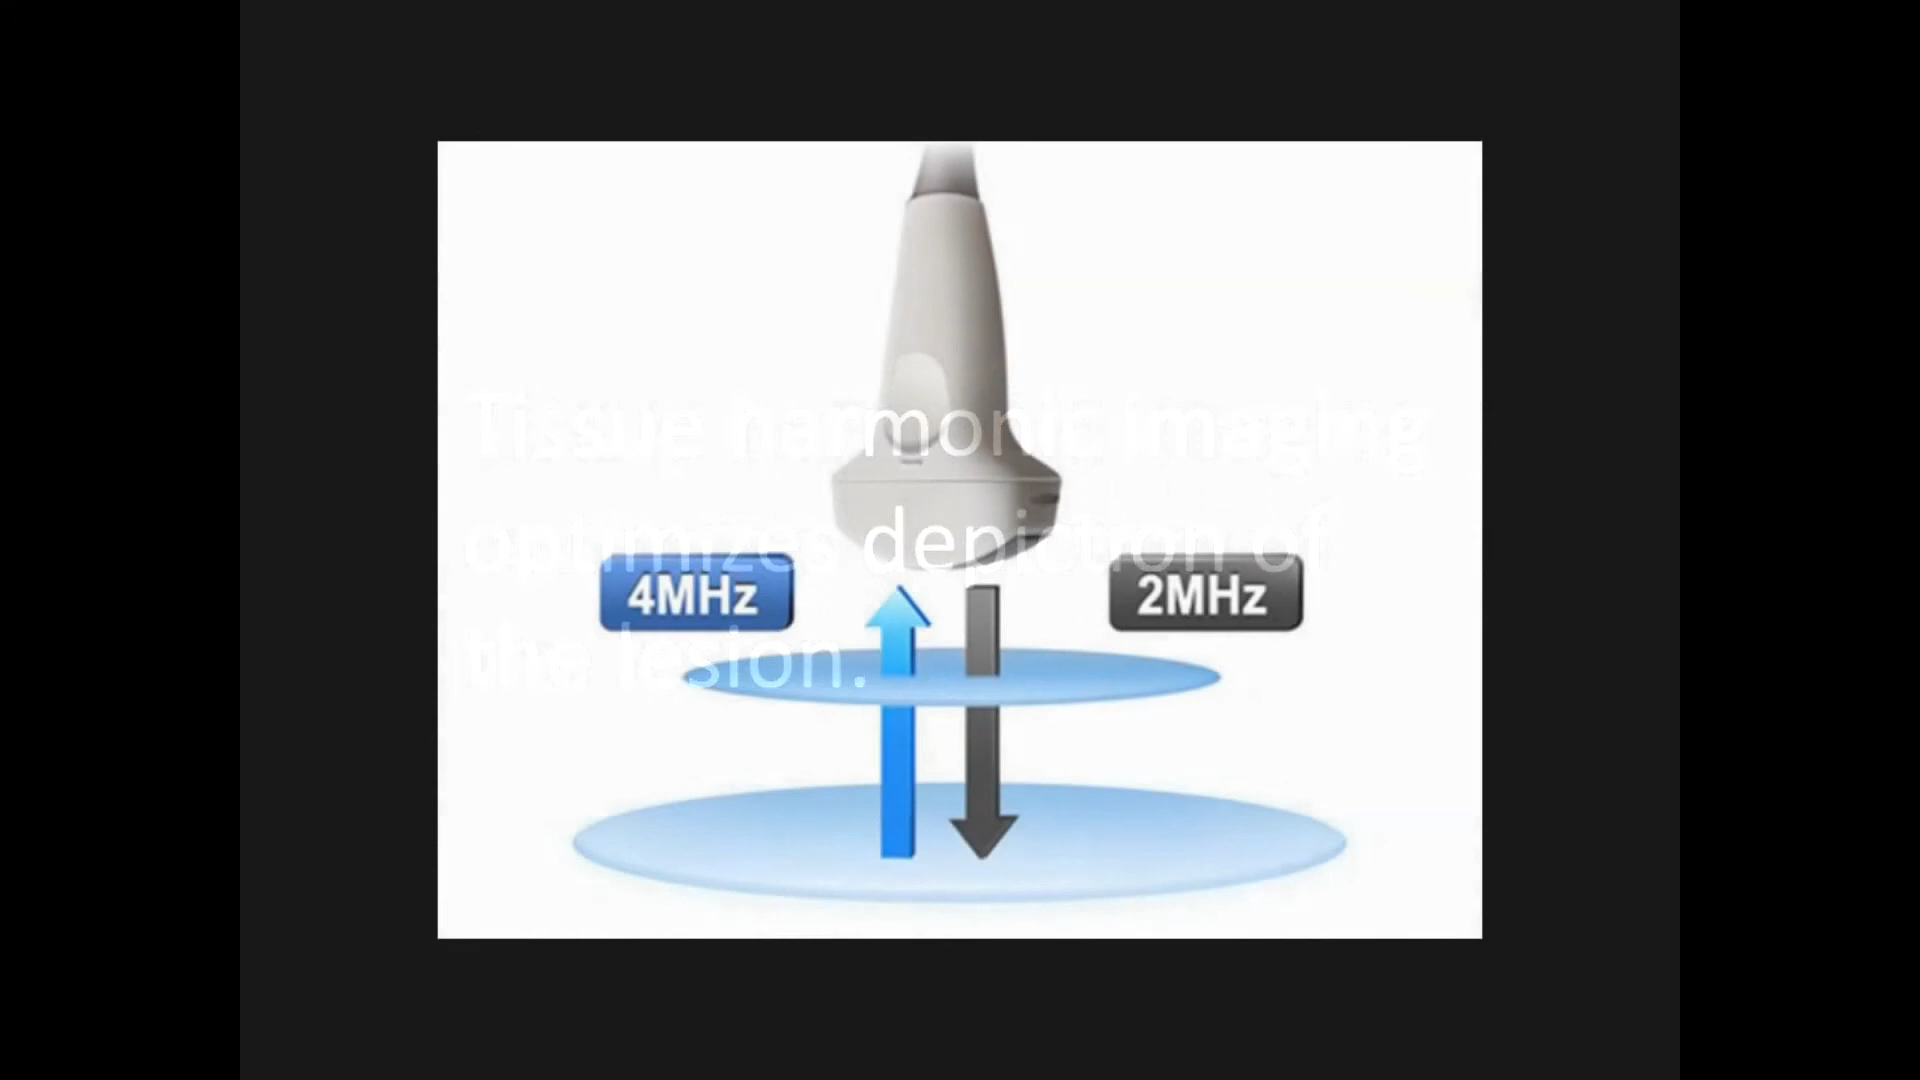 Tissue harmonic imaging
optimizes depiction of
the lesion.
4MHz
2MHz